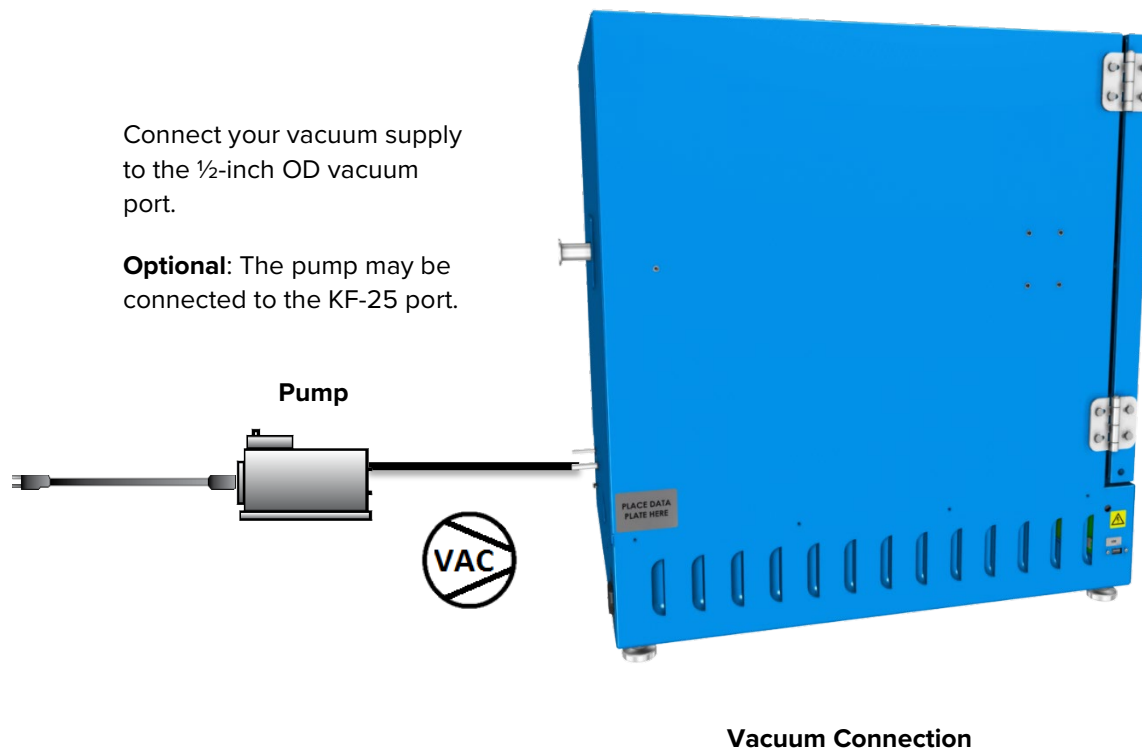 Connect your vacuum supply
to the ½-inch OD vacuum
port.
Optional: The pump may be
connected to the KF-25 port.
Pump
VAC
PLACE DATA
PLATE HERE
Vacuum Connection